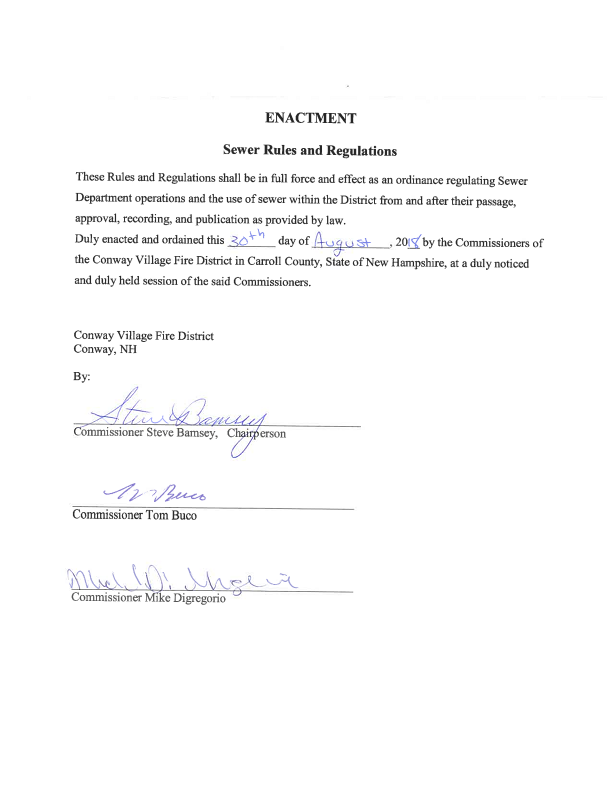 ENACTMENT
Sewer Rules and Regulations
These Rules and Regulations shall be in full force and effect as an ordinance regulating Sewer
Department operations and the use of sewer within the District from and after their passage,
approval, recording, and publication as provided by law.
Duly enacted and ordained this 30th day of August, 2018 by the Commissioners of
the Conway Village Fire District in Carroll County, State of New Hampshire, at a duly noticed
and duly held session of the said Commissioners.
Conway Village Fire District
Conway, NH
By:
Steve Bamsey
Commissioner Steve Bamsey, Chairperson
Buco
Commissioner Tom Buco
Commissioner Mike Digregorio